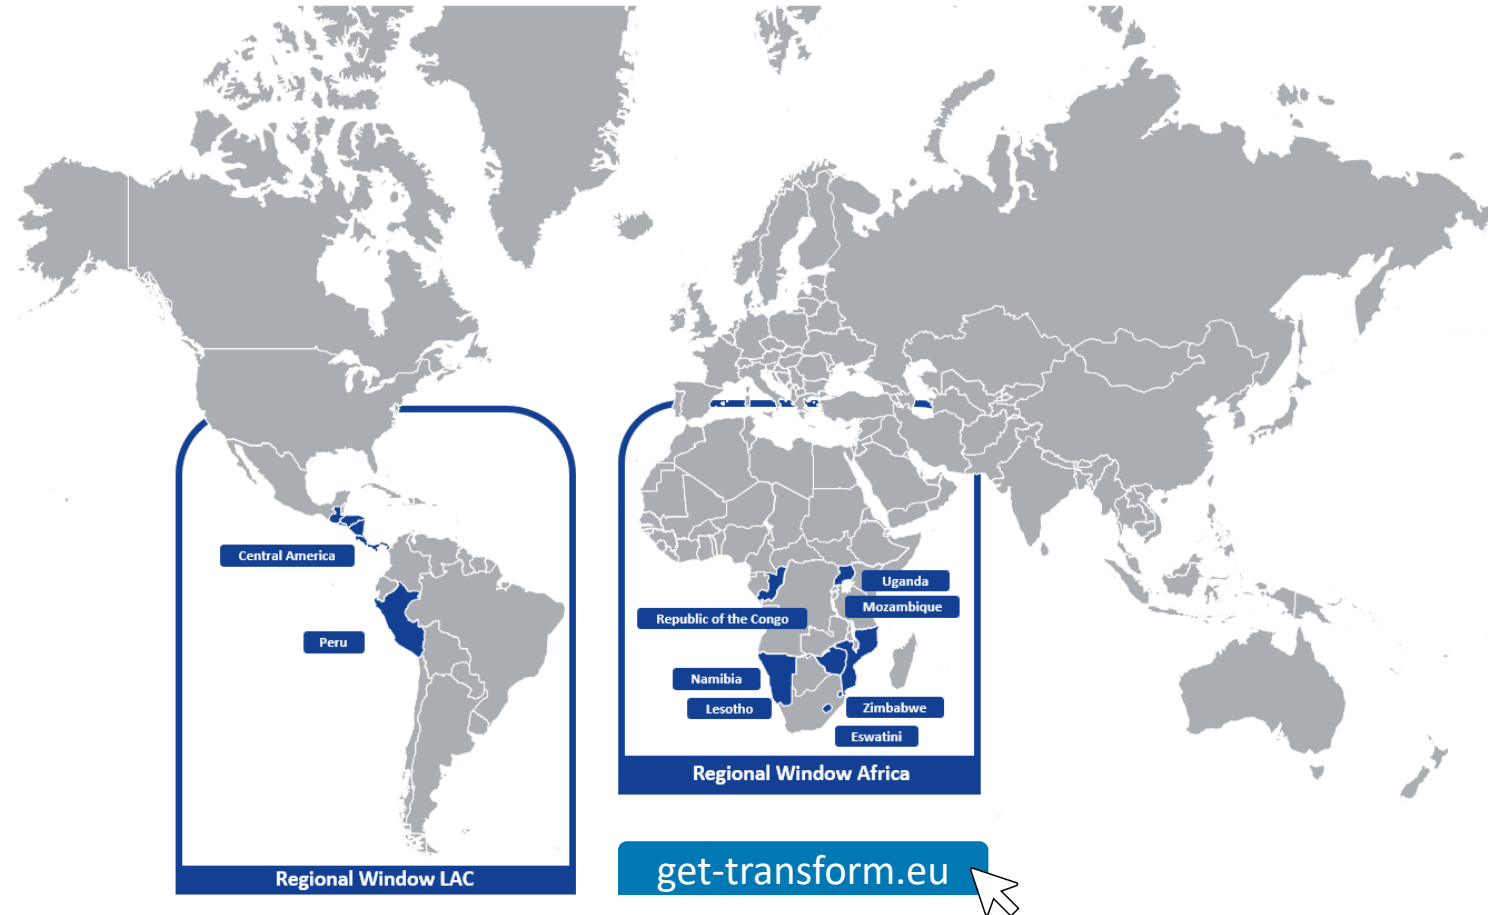 Central America
Peru
Regional Window LAC
Uganda
Mozambique
Republic of the Congo
Namibia
Lesotho
Zimbabwe
Eswatini
Regional Window Africa
get-transform.eu